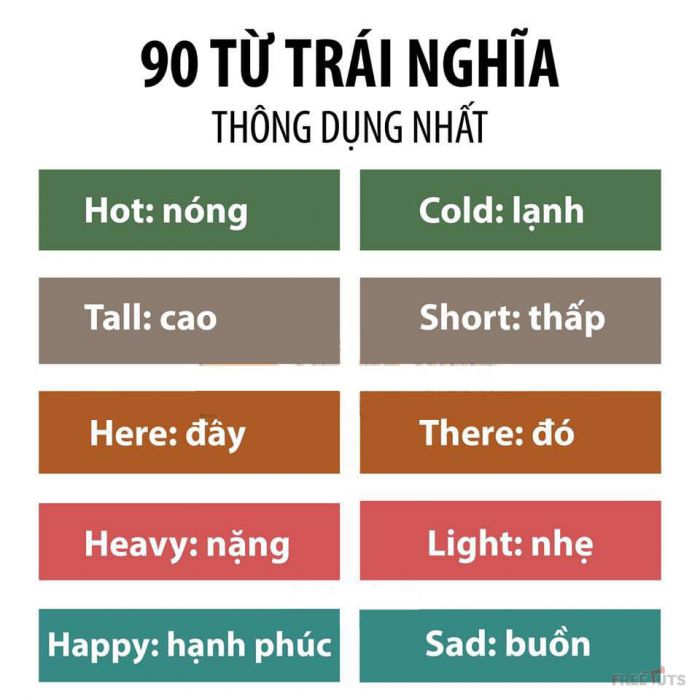 90 TỪ TRÁI NGHĨA
THÔNG DỤNG NHẤT
Hot: nóng
Cold: lạnh
Tall: cao
Short: thấp
Here: đây
There: đó
Heavy: nặng
Light: nhẹ
Happy: hạnh phúc
Sad: buồn
FREETUTS